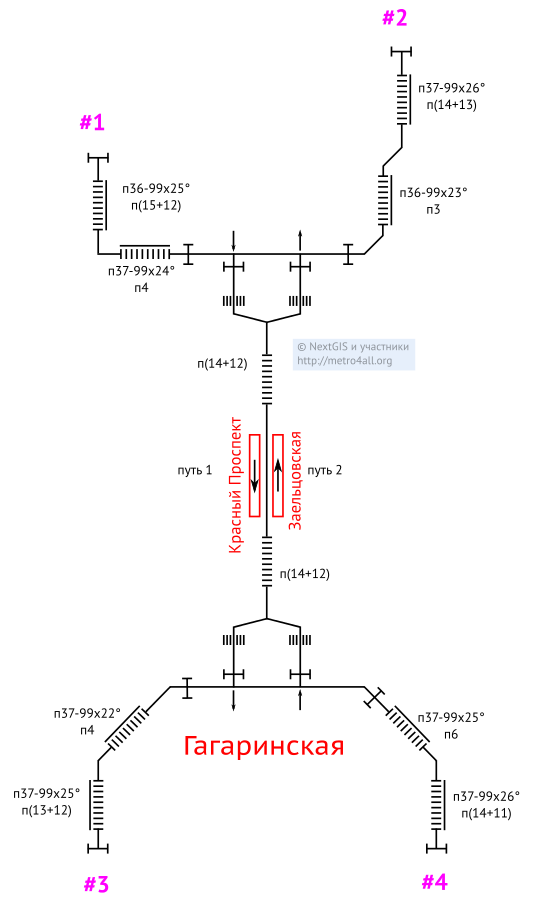 #2
п37-99x26°
п(14+13)
#1
п36-99x25°
п(15+12)
п36-99x23°
п3
п37-99x24°
п4
© NextGIS и участники
http://metro4all.org
п(14+12)
Красный Проспект
Заельцовская
путь 1
путь 2
п(14+12)
п37-99x22°
п4
п37-99x25°
п6
Гагаринская
п37-99x25°
п(13+12)
п37-99x26°
п(14+11)
#3
#4